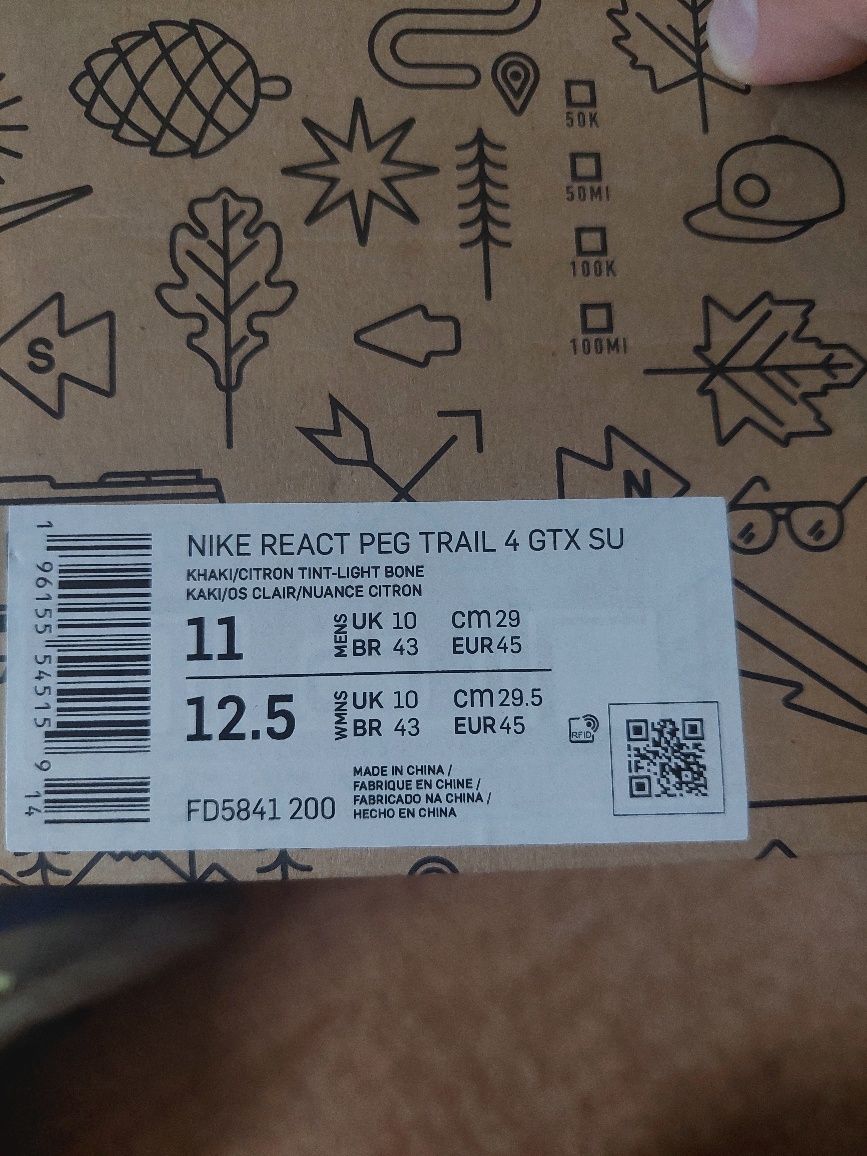 50K
50MI
100K
100MI
S
N
NIKE REACT PEG TRAIL 4 GTX SU
KHAKI/CITRON TINT-LIGHT BONE
KAKI/OS CLAIR/NUANCE CITRON
11 MENS UK 10 cm 29
BR 43 EUR 45
12.5 WMNS UK 10 cm 29.5
BR 43 EUR 45
RFID
FD5841 200
MADE IN CHINA /
FABRIQUE EN CHINE /
FABRICADO NA CHINA /
HECHO EN CHINA
1 96155 54515 9 14